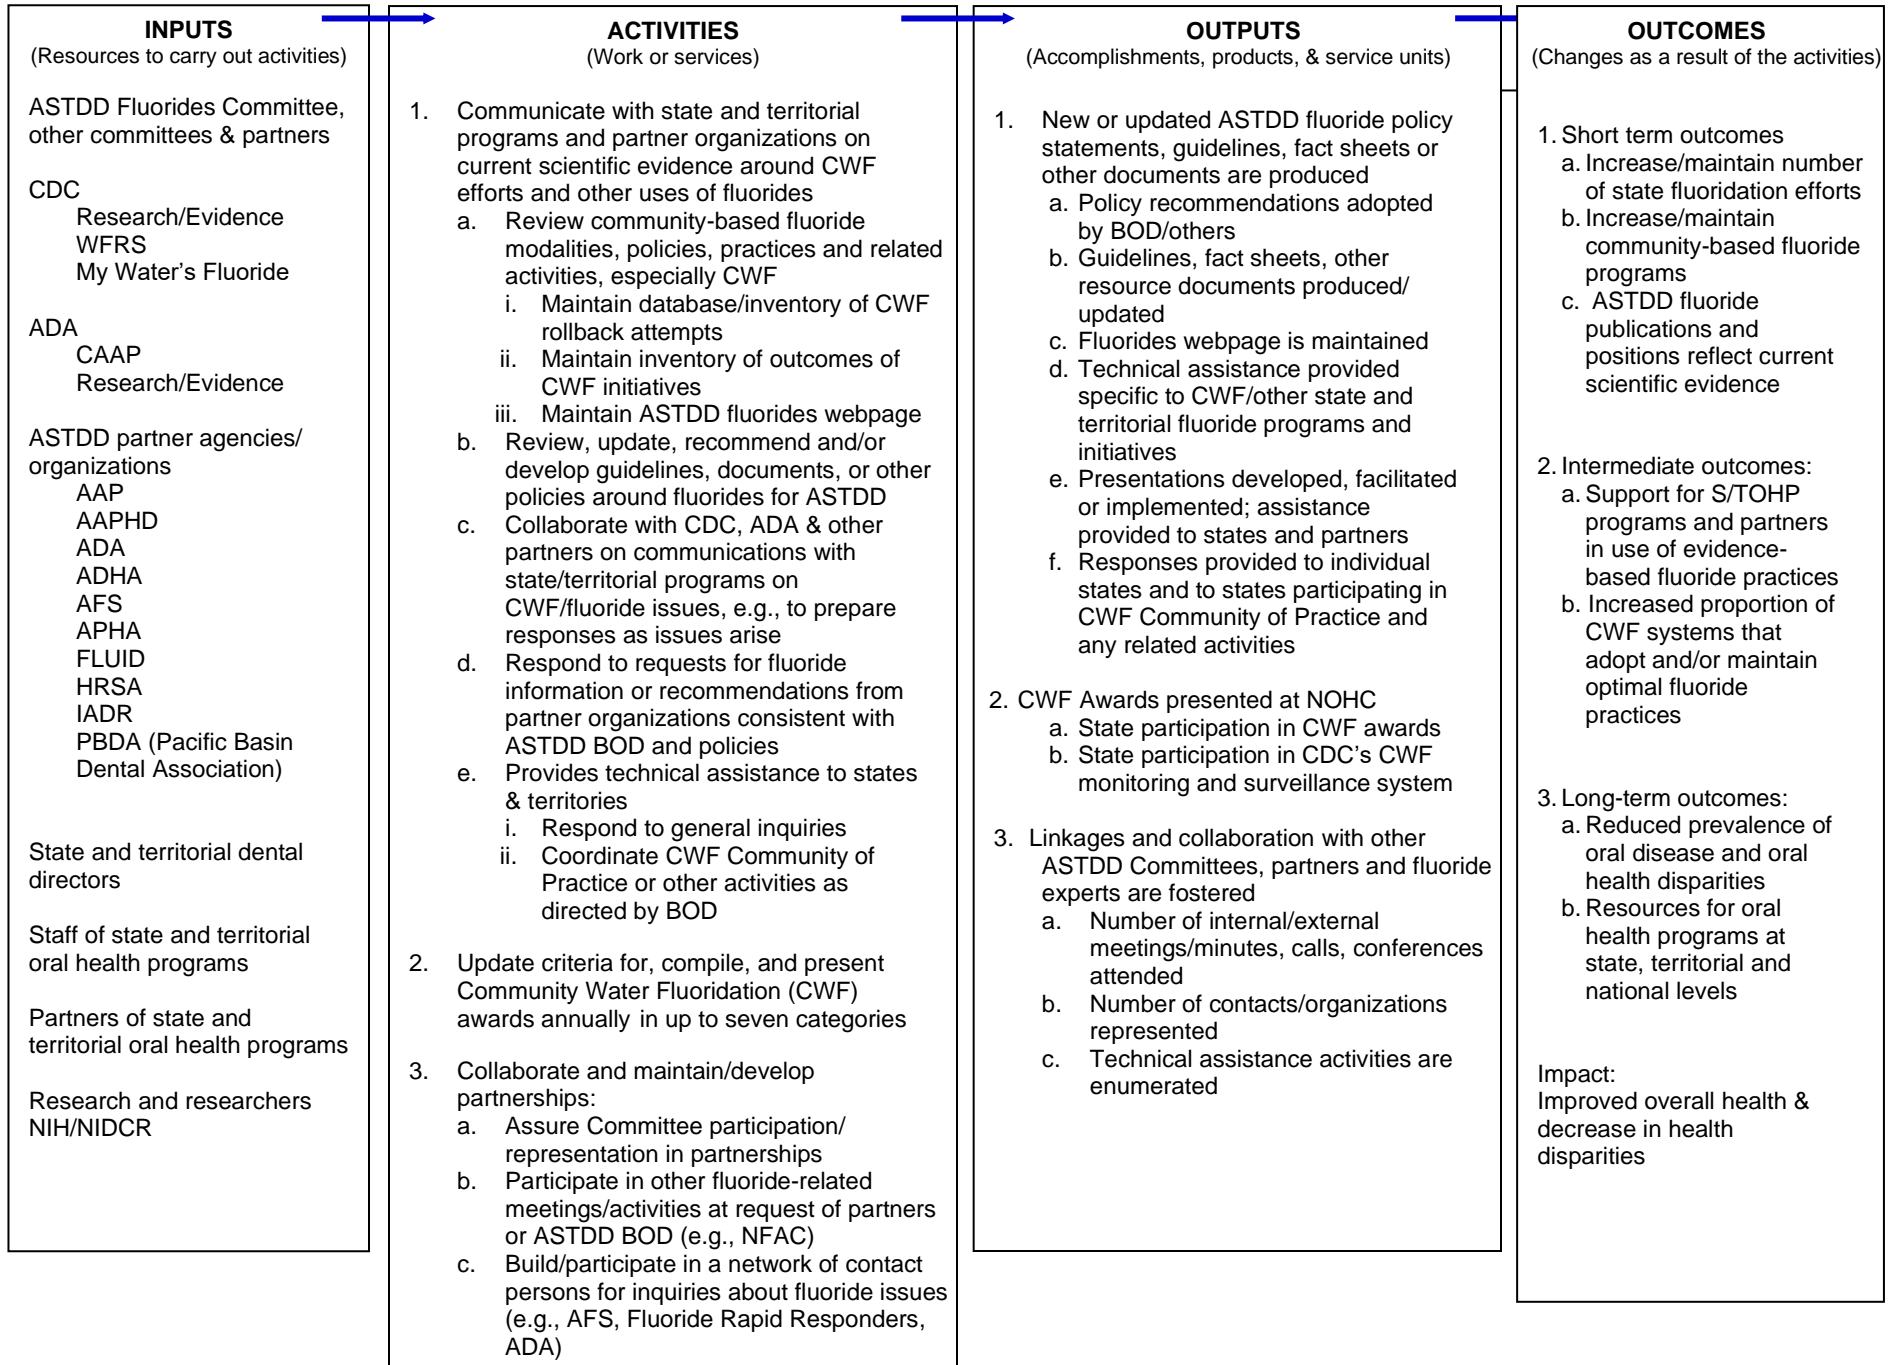 INPUTS
(Resources to carry out activities)
ASTDD Fluorides Committee,
other committees & partners
CDC
Research/Evidence
WFRS
My Water’s Fluoride
ADA
CAAP
Research/Evidence
ASTDD partner agencies/
organizations
AAP
AAPHD
ADA
ADHA
AFS
APHA
FLUID
HRSA
IADR
PBDA (Pacific Basin
Dental Association)
State and territorial dental
directors
Staff of state and territorial
oral health programs
Partners of state and
territorial oral health programs
Research and researchers
NIH/NIDCR
ACTIVITIES
(Work or services)
1. Communicate with state and territorial
programs and partner organizations on
current scientific evidence around CWF
efforts and other uses of fluorides
a. Review community-based fluoride
modalities, policies, practices and related
activities, especially CWF
i. Maintain database/inventory of CWF
rollback attempts
ii. Maintain inventory of outcomes of
CWF initiatives
iii. Maintain ASTDD fluorides webpage
b. Review, update, recommend and/or
develop guidelines, documents, or other
policies around fluorides for ASTDD
c. Collaborate with CDC, ADA & other
partners on communications with
state/territorial programs on
CWF/fluoride issues, e.g., to prepare
responses as issues arise
d. Respond to requests for fluoride
information or recommendations from
partner organizations consistent with
ASTDD BOD and policies
e. Provides technical assistance to states
& territories
i. Respond to general inquiries
ii. Coordinate CWF Community of
Practice or other activities as
directed by BOD
2. Update criteria for, compile, and present
Community Water Fluoridation (CWF)
awards annually in up to seven categories
3. Collaborate and maintain/develop
partnerships:
a. Assure Committee participation/
representation in partnerships
b. Participate in other fluoride-related
meetings/activities at request of partners
or ASTDD BOD (e.g., NFAC)
c. Build/participate in a network of contact
persons for inquiries about fluoride issues
(e.g., AFS, Fluoride Rapid Responders,
ADA)
OUTPUTS
(Accomplishments, products, & service units)
1. New or updated ASTDD fluoride policy
statements, guidelines, fact sheets or
other documents are produced
a. Policy recommendations adopted
by BOD/others
b. Guidelines, fact sheets, other
resource documents produced/
updated
c. Fluorides webpage is maintained
d. Technical assistance provided
specific to CWF/other state and
territorial fluoride programs and
initiatives
e. Presentations developed, facilitated
or implemented; assistance
provided to states and partners
f. Responses provided to individual
states and to states participating in
CWF Community of Practice and
any related activities
2. CWF Awards presented at NOHC
a. State participation in CWF awards
b. State participation in CDC’s CWF
monitoring and surveillance system
3. Linkages and collaboration with other
ASTDD Committees, partners and fluoride
experts are fostered
a. Number of internal/external
meetings/minutes, calls, conferences
attended
b. Number of contacts/organizations
represented
c. Technical assistance activities are
enumerated
OUTCOMES
(Changes as a result of the activities)
1. Short term outcomes
a. Increase/maintain number
of state fluoridation efforts
b. Increase/maintain
community-based fluoride
programs
c. ASTDD fluoride
publications and
positions reflect current
scientific evidence
2. Intermediate outcomes:
a. Support for S/TOHP
programs and partners
in use of evidence-
based fluoride practices
b. Increased proportion of
CWF systems that
adopt and/or maintain
optimal fluoride
practices
3. Long-term outcomes:
a. Reduced prevalence of
oral disease and oral
health disparities
b. Resources for oral
health programs at
state, territorial and
national levels
Impact:
Improved overall health &
decrease in health
disparities